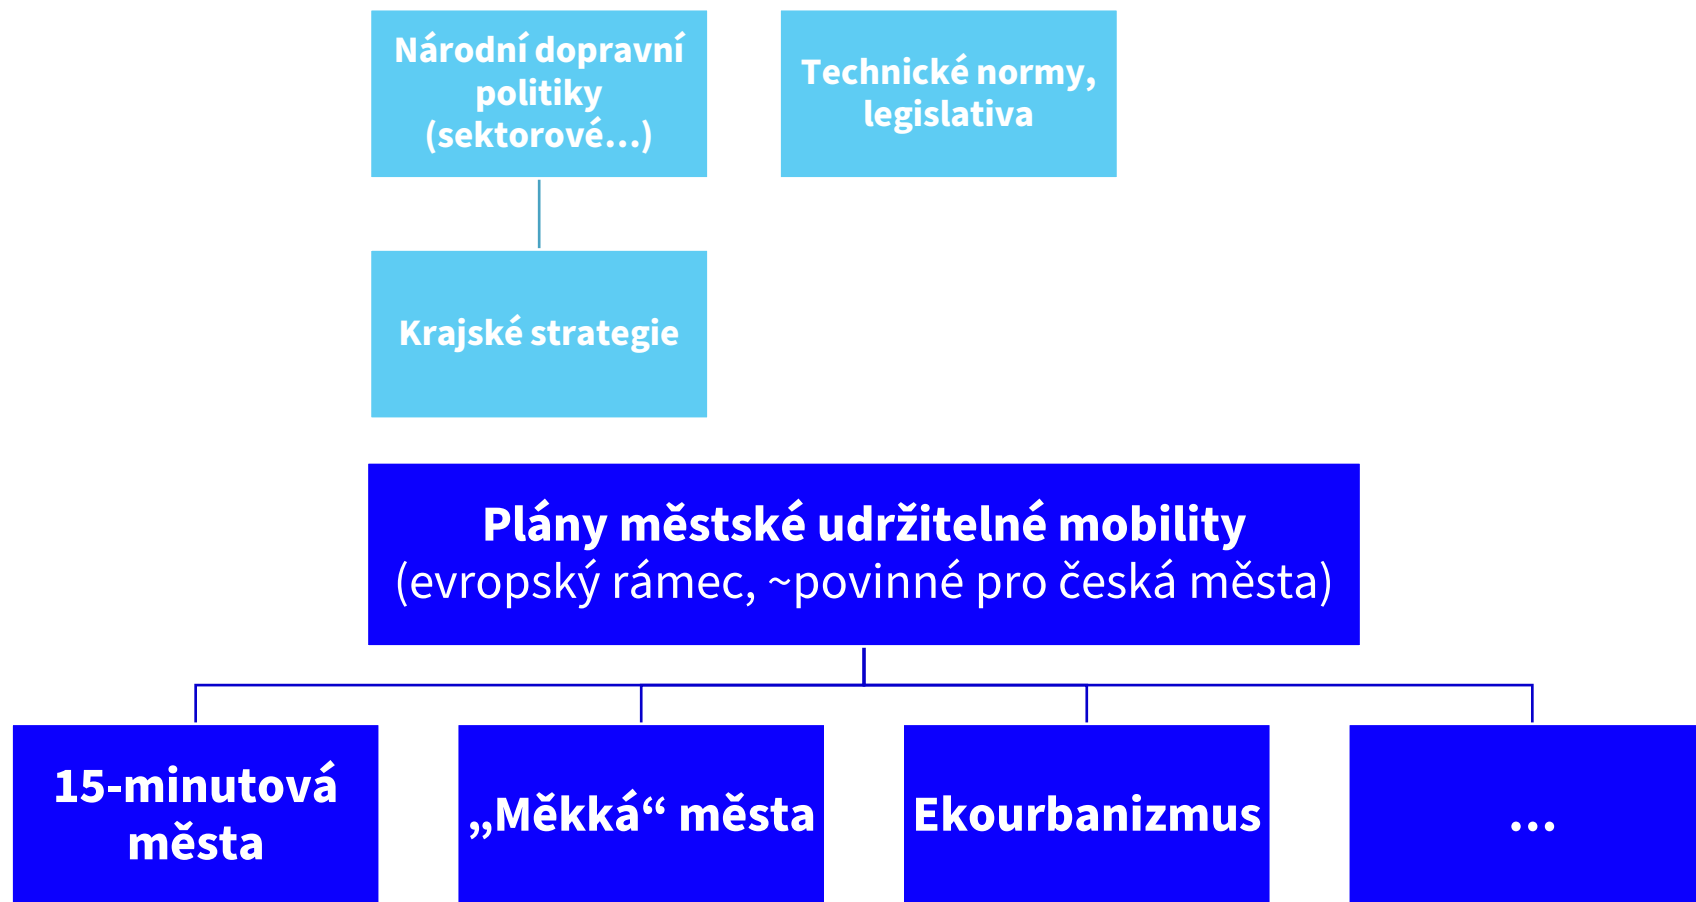 Národní dopravní
politiky
(sektorové...)
Technické normy,
legislativa
Krajské strategie
Plány městské udržitelné mobility
(evropský rámec, ~povinné pro česká města)
15-minutová
města
„Měkká“ města
Ekourbanizmus
...